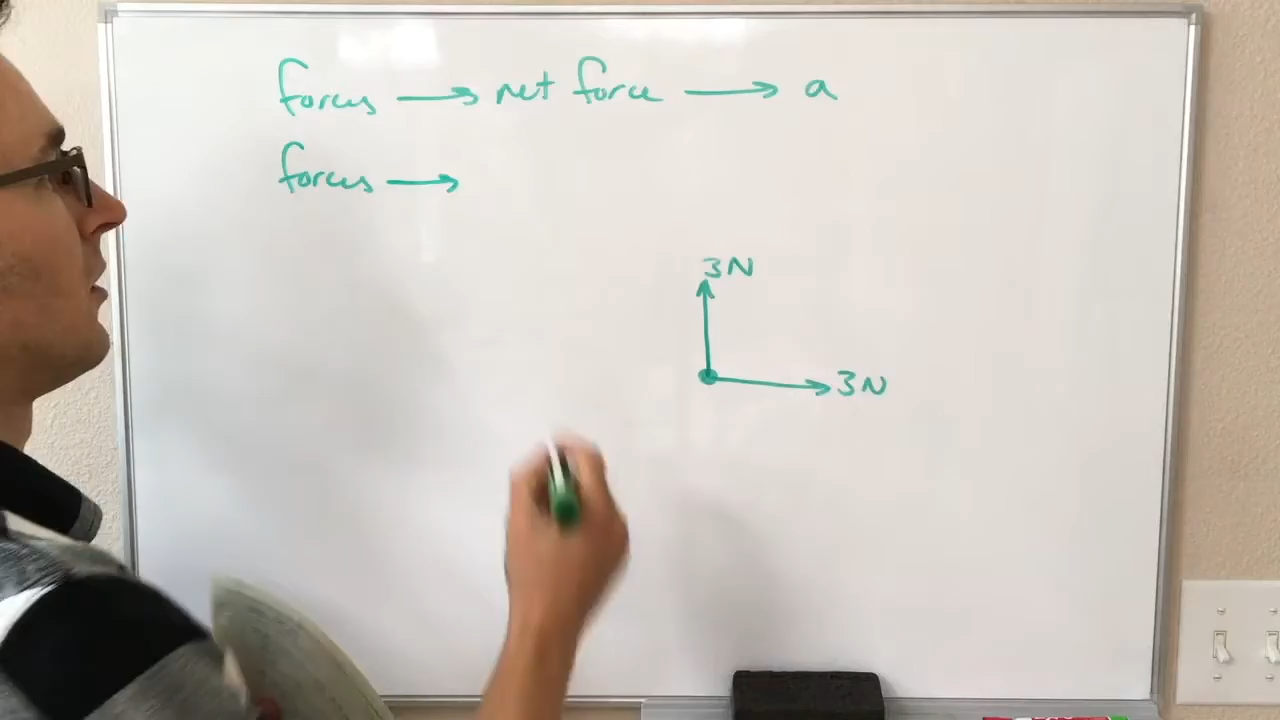 forces → net force → a
forces →
3N
3N